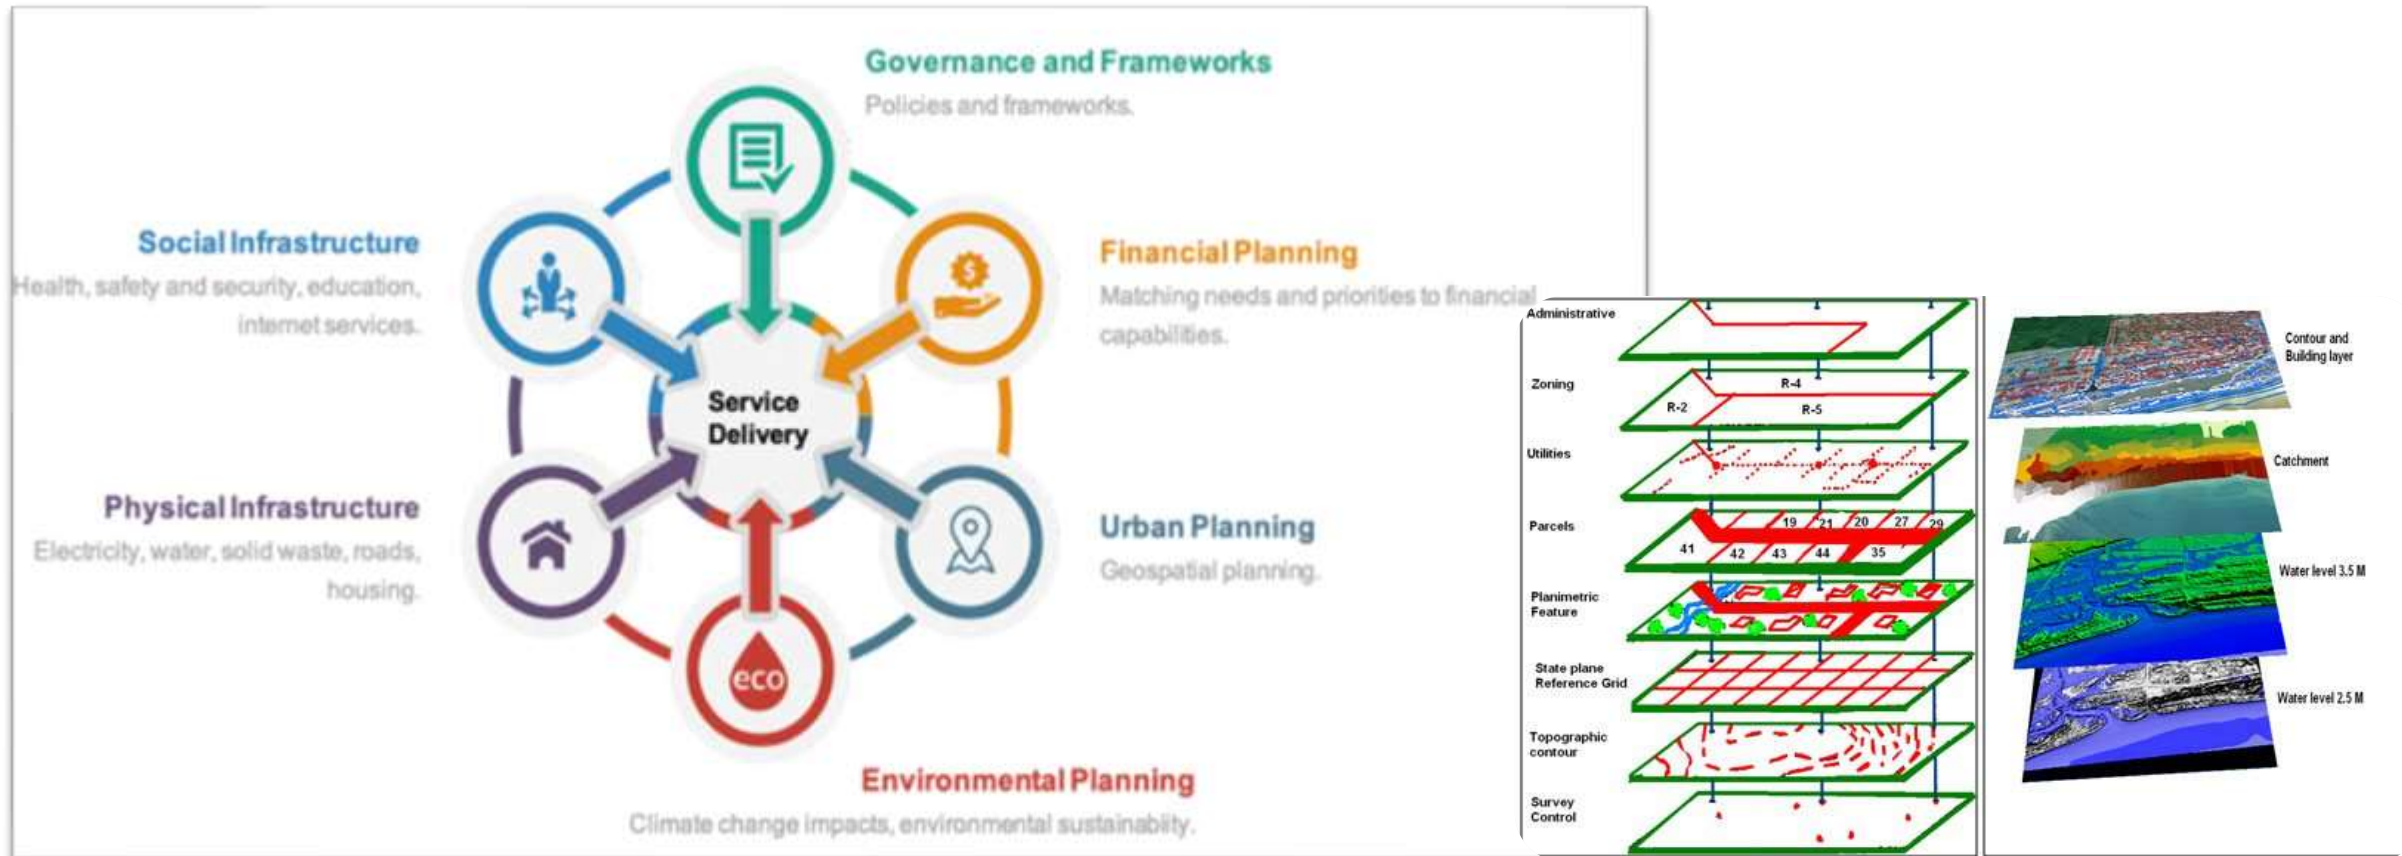 Governance and Frameworks
Policies and frameworks.
Social Infrastructure
Health, safety and security, education,
internet services.
Financial Planning
Matching needs and priorities to financial
capabilities.
Service
Delivery
Physical Infrastructure
Electricity, water, solid waste, roads,
housing.
Urban Planning
Geospatial planning.
eco
Environmental Planning
Climate change impacts, environmental sustainablity.
Administrative
Zoning
R-4
R-2
R-5
Utilities
Parcels
19 21 20 27 29
41 42 43 44 35
Planimetric
Feature
State plane
Reference Grid
Topographic
contour
Survey
Control
Contour and
Building layer
Catchment
Water level 3.5 M
Water level 2.5 M